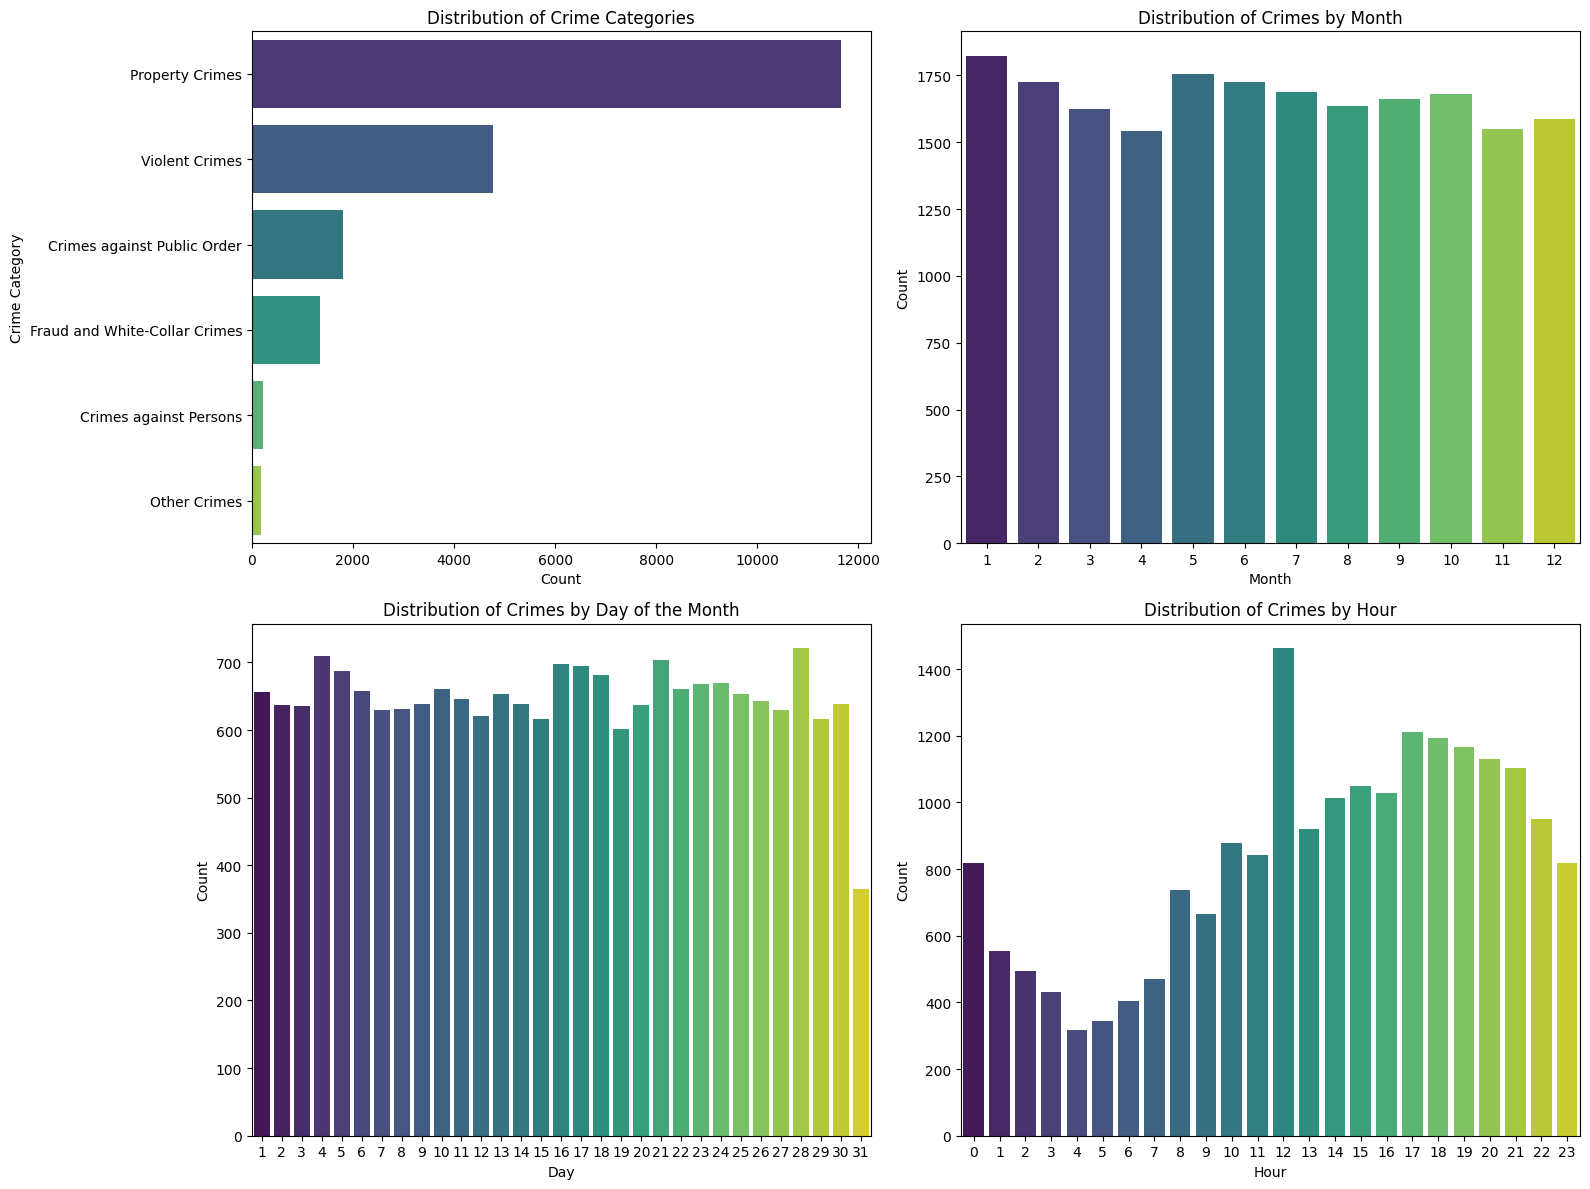 Distribution of Crime Categories
Crime Category
Property Crimes
Violent Crimes
Crimes against Public Order
Fraud and White-Collar Crimes
Crimes against Persons
Other Crimes
0 2000 4000 6000 8000 10000 12000
Count
Distribution of Crimes by Month
Count
1750
1500
1250
1000
750
500
250
0
1 2 3 4 5 6 7 8 9 10 11 12
Month
Distribution of Crimes by Day of the Month
Count
700
600
500
400
300
200
100
0
1 2 3 4 5 6 7 8 9 10 11 12 13 14 15 16 17 18 19 20 21 22 23 24 25 26 27 28 29 30 31
Day
Distribution of Crimes by Hour
Count
1400
1200
1000
800
600
400
200
0
0 1 2 3 4 5 6 7 8 9 10 11 12 13 14 15 16 17 18 19 20 21 22 23
Hour